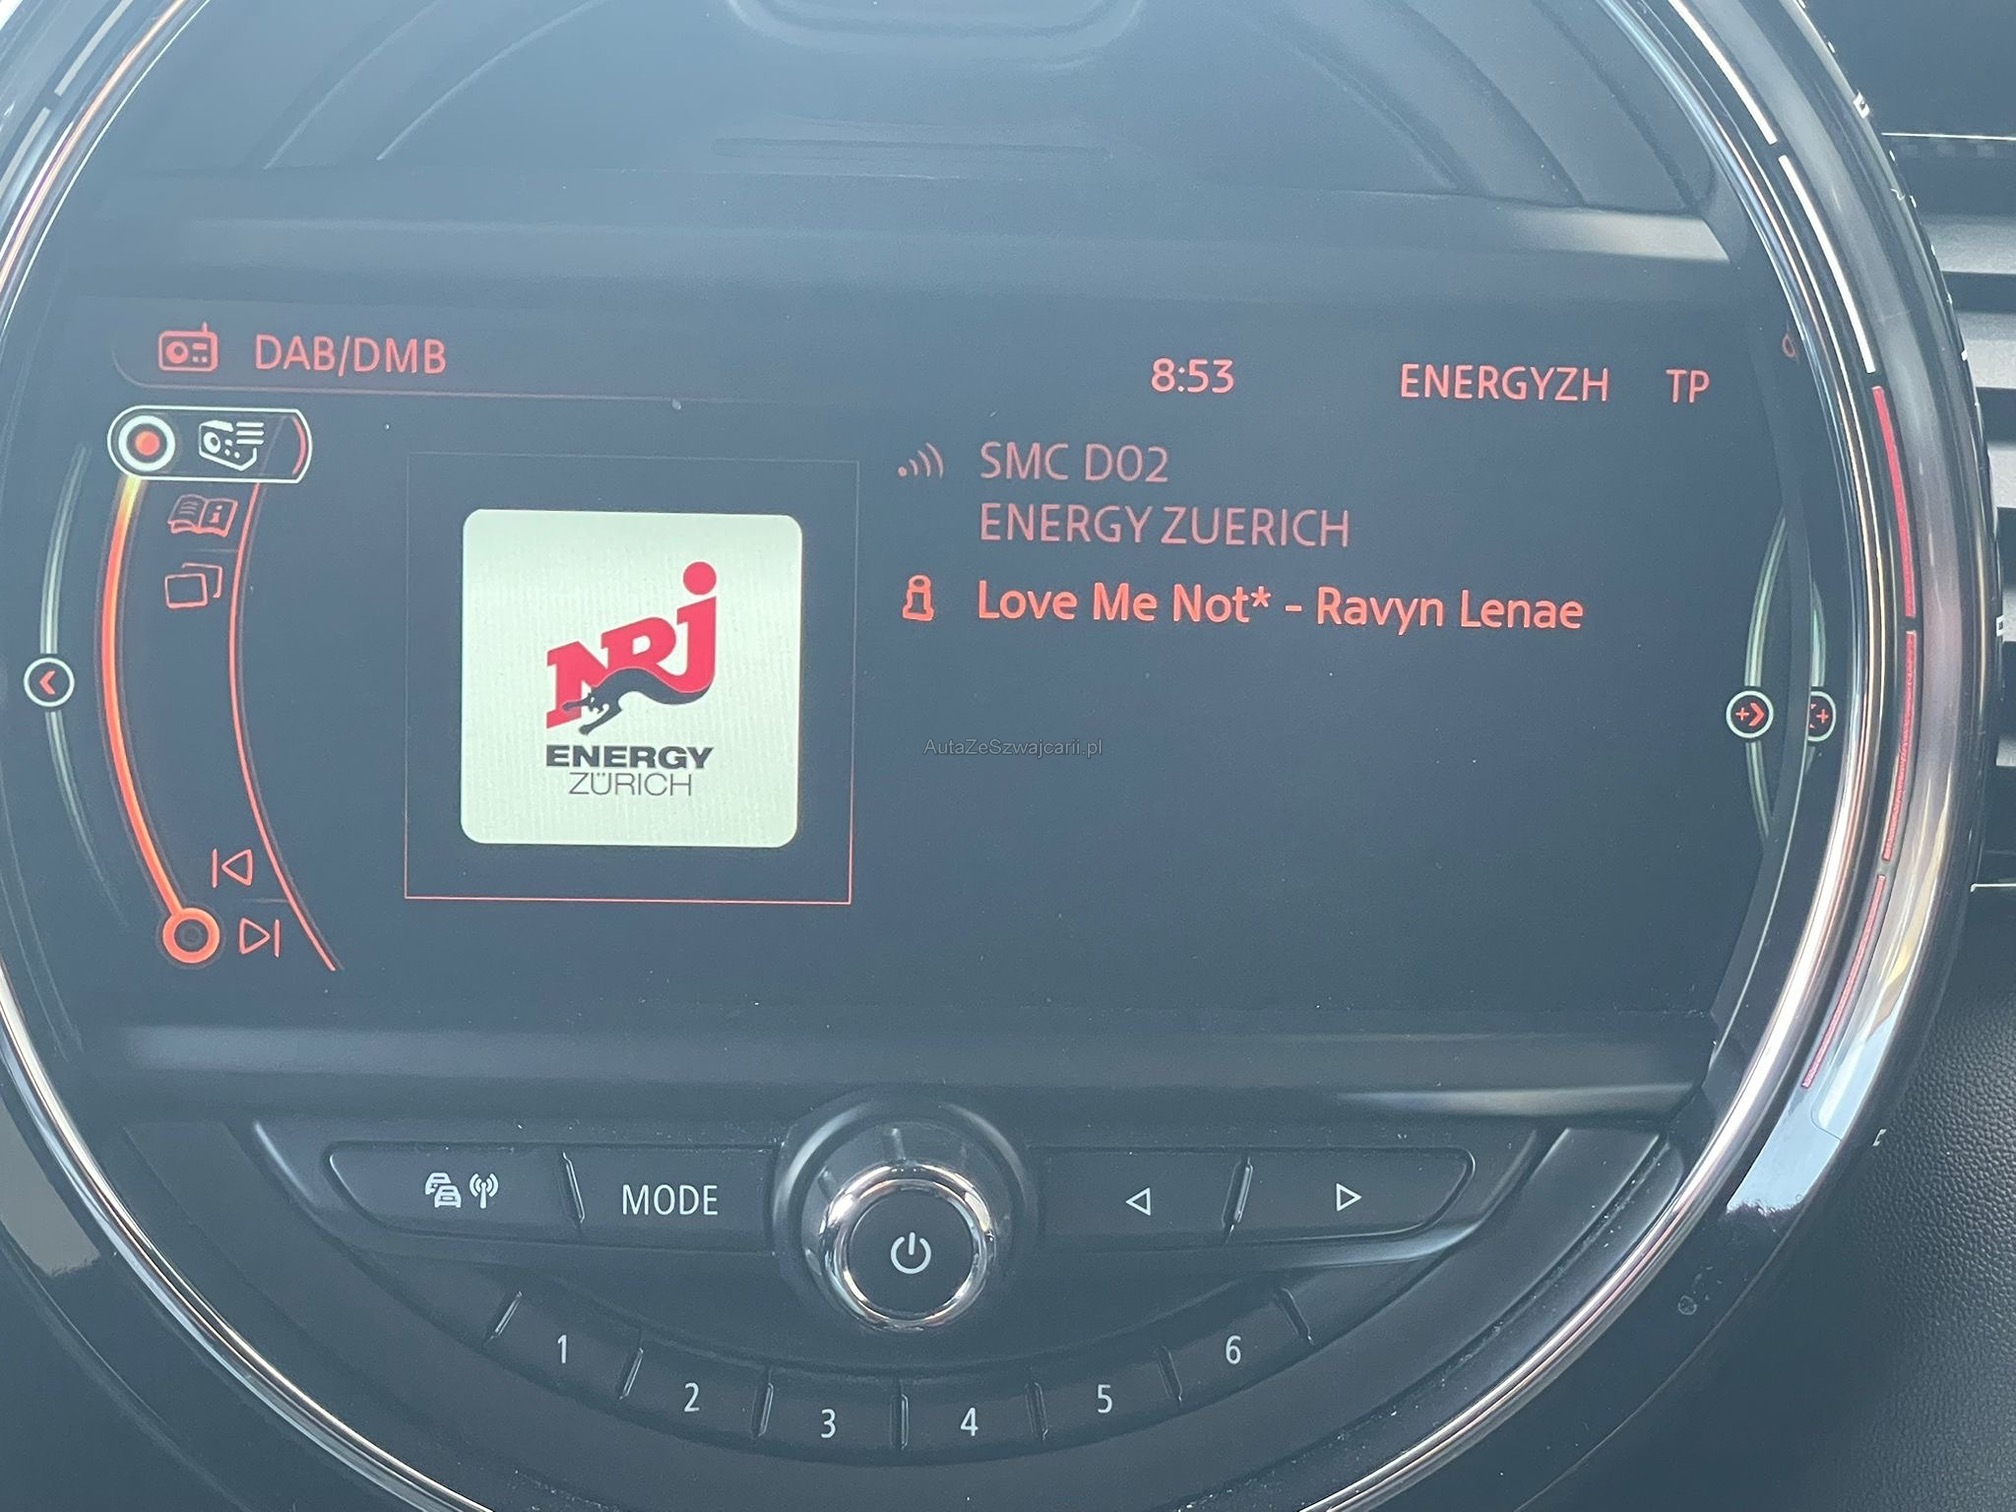 DAB/DMB
8:53 ENERGYZH TP
SMC D02
ENERGY ZUERICH
Love Me Not* - Ravyn Lenae
NRJ
ENERGY
ZÜRICH
AutaZeSzwajcarii.pl
MODE
1 2 3 4 5 6